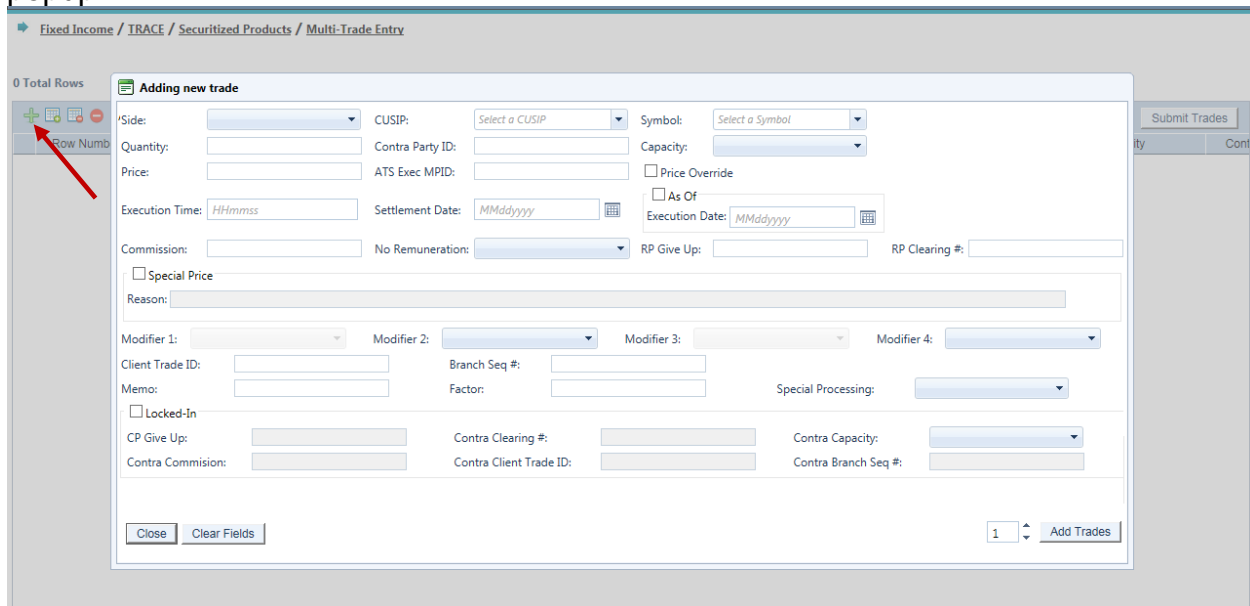 Fixed Income / TRACE / Securitized Products / Multi-Trade Entry
0 Total Rows
Adding new trade
Side: CUSIP: Select a CUSIP Symbol: Select a Symbol
Submit Trades
Row Numb
ity Cont
Quantity: Contra Party ID: Capacity:
Price: ATS Exec MPID: Price Override
As Of
Execution Time: HHmmss Settlement Date: MMddyyyy Execution Date: MMddyyyy
Commission: No Remuneration: RP Give Up: RP Clearing #:
Special Price
Reason:
Modifier 1: Modifier 2: Modifier 3: Modifier 4:
Client Trade ID: Branch Seq #:
Memo: Factor: Special Processing:
Locked-In
CP Give Up: Contra Clearing #: Contra Capacity:
Contra Commision: Contra Client Trade ID: Contra Branch Seq #:
Close Clear Fields 1 Add Trades